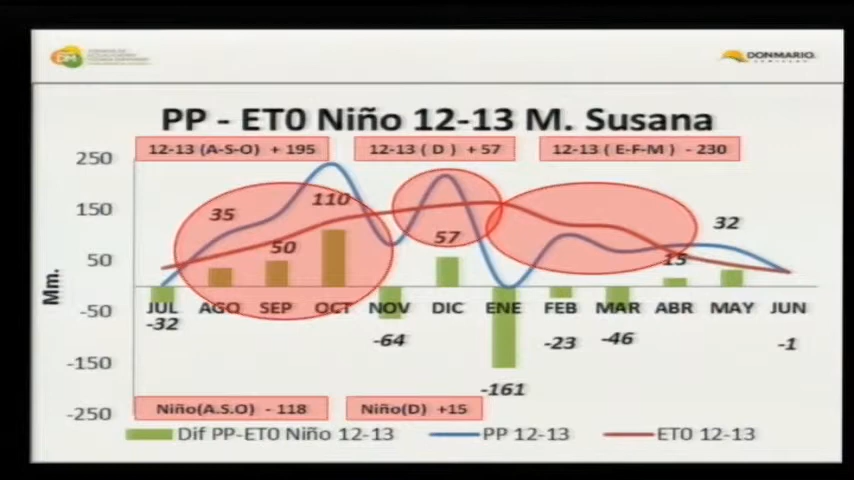 DM
DONMARIO
PP - ET0 Niño 12-13 M. Susana
12-13 (A-S-O) + 195
12-13 ( D ) + 57
12-13 ( E-F-M ) - 230
250
150
50
-50
-150
-250
Mm.
35
50
110
57
15
32
JUL AGO SEP OCT NOV DIC ENE FEB MAR ABR MAY JUN
-32
-64
-161
-23
-46
-1
Niño(A.S.O) - 118
Niño(D) +15
Dif PP-ET0 Niño 12-13
PP 12-13
ET0 12-13